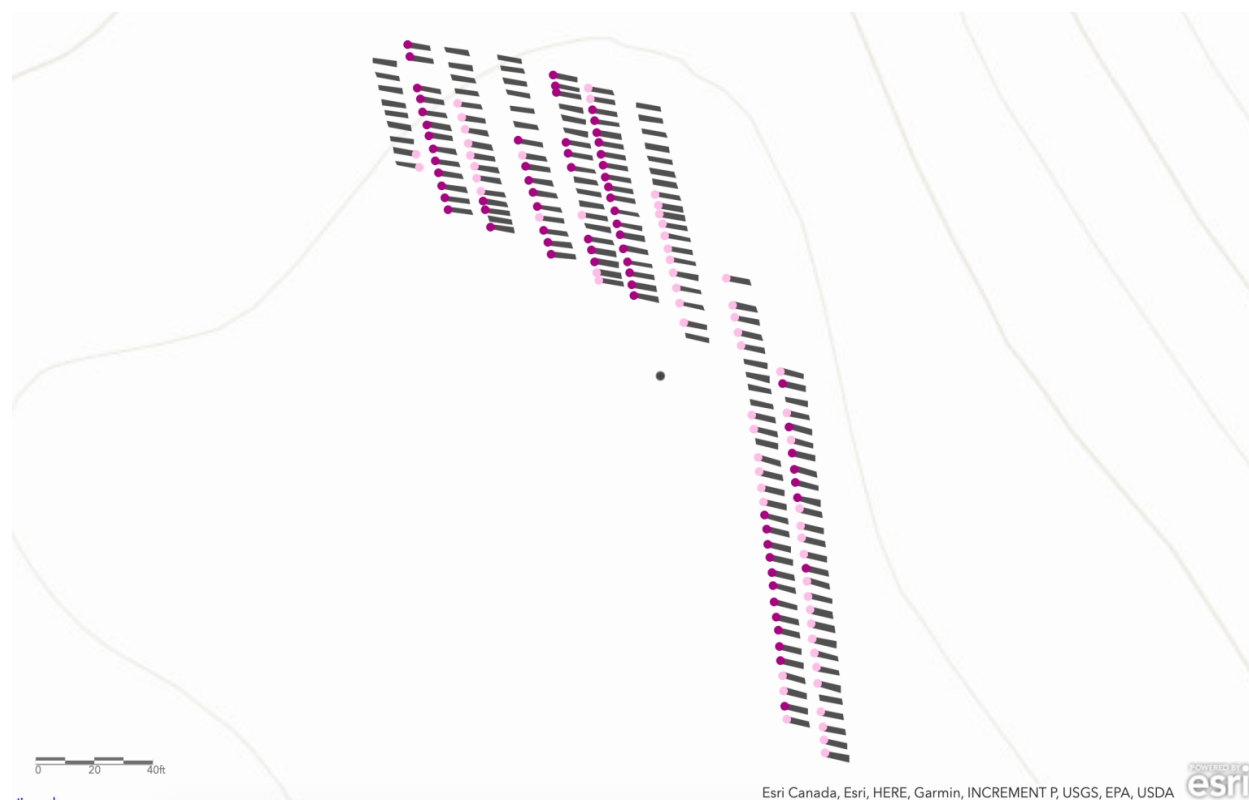 0 20 40ft
Esri Canada, Esri, HERE, Garmin, INCREMENT P, USGS, EPA, USDA
POWERED BY
esri